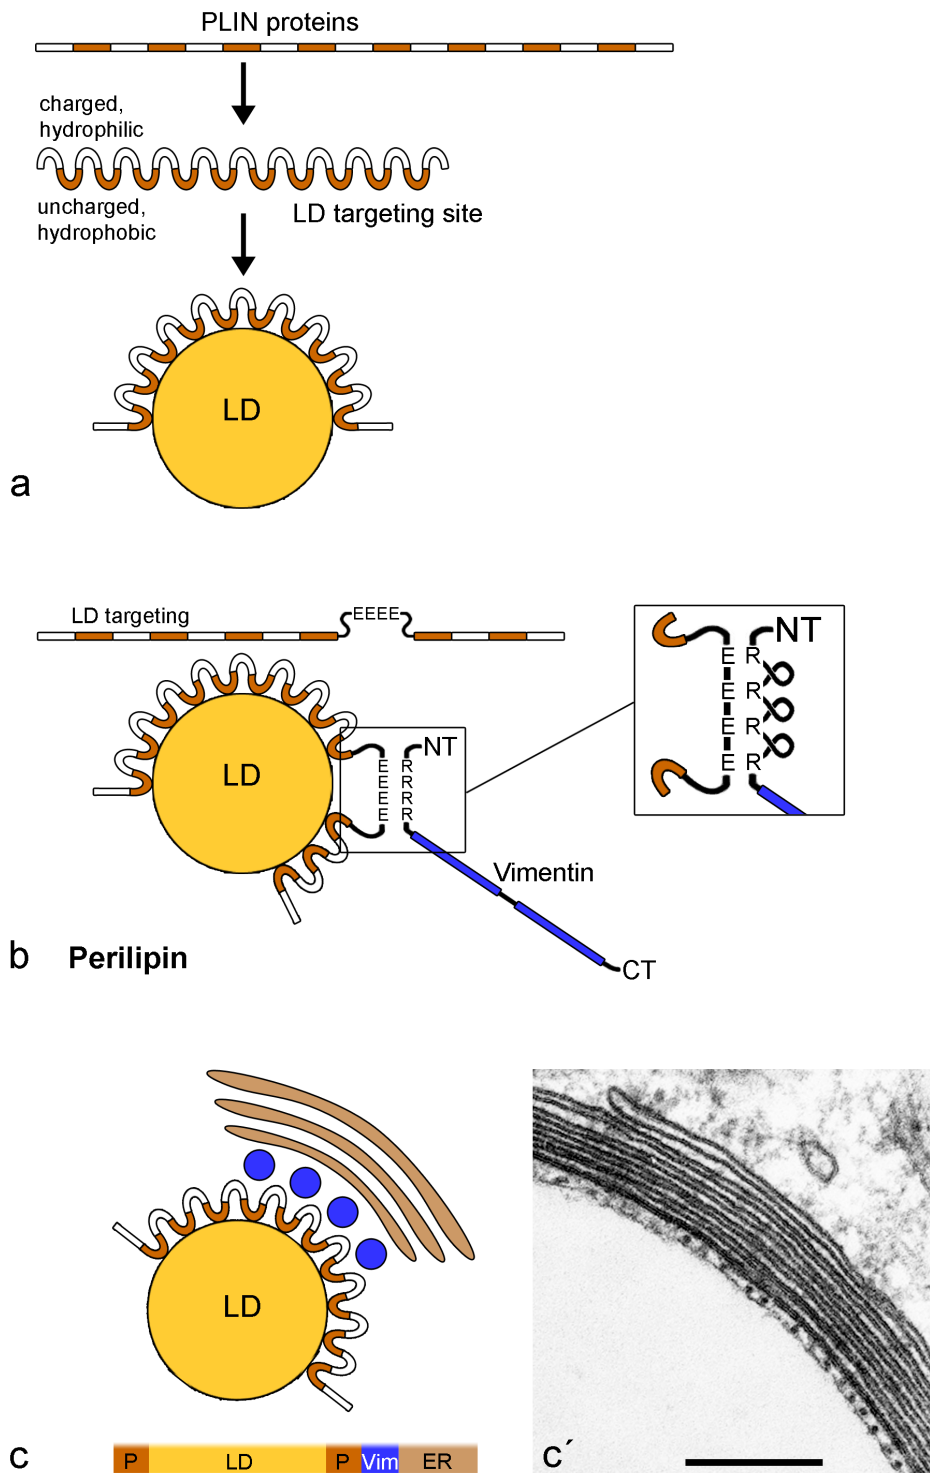 PLIN proteins
charged,
hydrophilic
uncharged,
hydrophobic
LD targeting site
LD
a
LD targeting
EEEE
NT
E R
E R
E R
E R
LD
NT
E R
E R
E R
E R
Vimentin
CT
b Perilipin
LD
c
P LD P Vim ER
c´